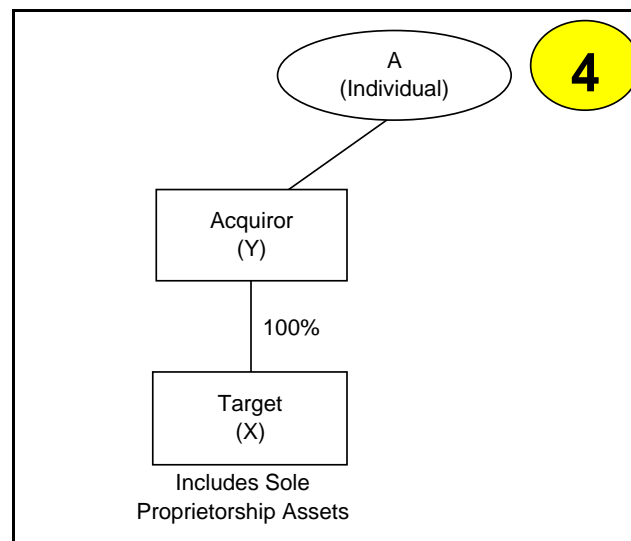 A
(Individual)
4
Acquiror
(Y)
100%
Target
(X)
Includes Sole
Proprietorship Assets